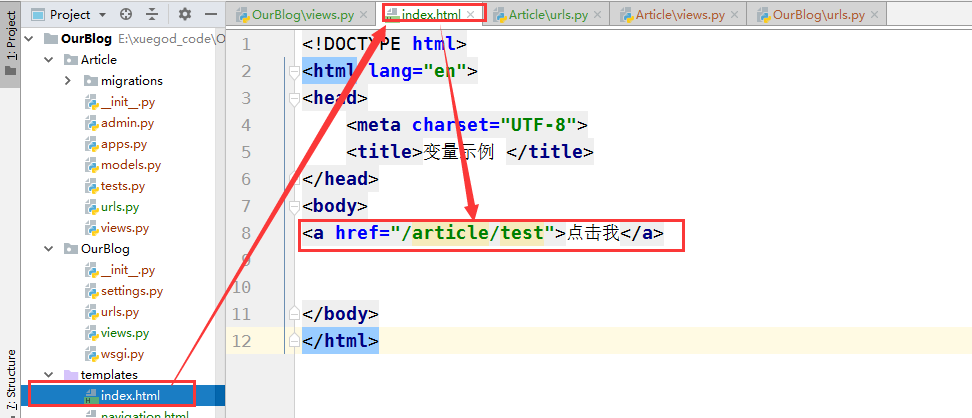 1: Project
Z: Structure
Project
OurBlog E:\xuegod_code\O
Article
migrations
__init__.py
admin.py
apps.py
models.py
tests.py
urls.py
views.py
OurBlog
__init__.py
settings.py
urls.py
views.py
wsgi.py
templates
index.html
navigation.html
OurBlog\views.py
index.html
Article\urls.py
Article\views.py
OurBlog\urls.py
1 <!DOCTYPE html>
2 <html lang="en">
3 <head>
4 <meta charset="UTF-8">
5 <title>变量示例 </title>
6 </head>
7 <body>
8 <a href="/article/test">点击我</a>
9
10
11 </body>
12 </html>